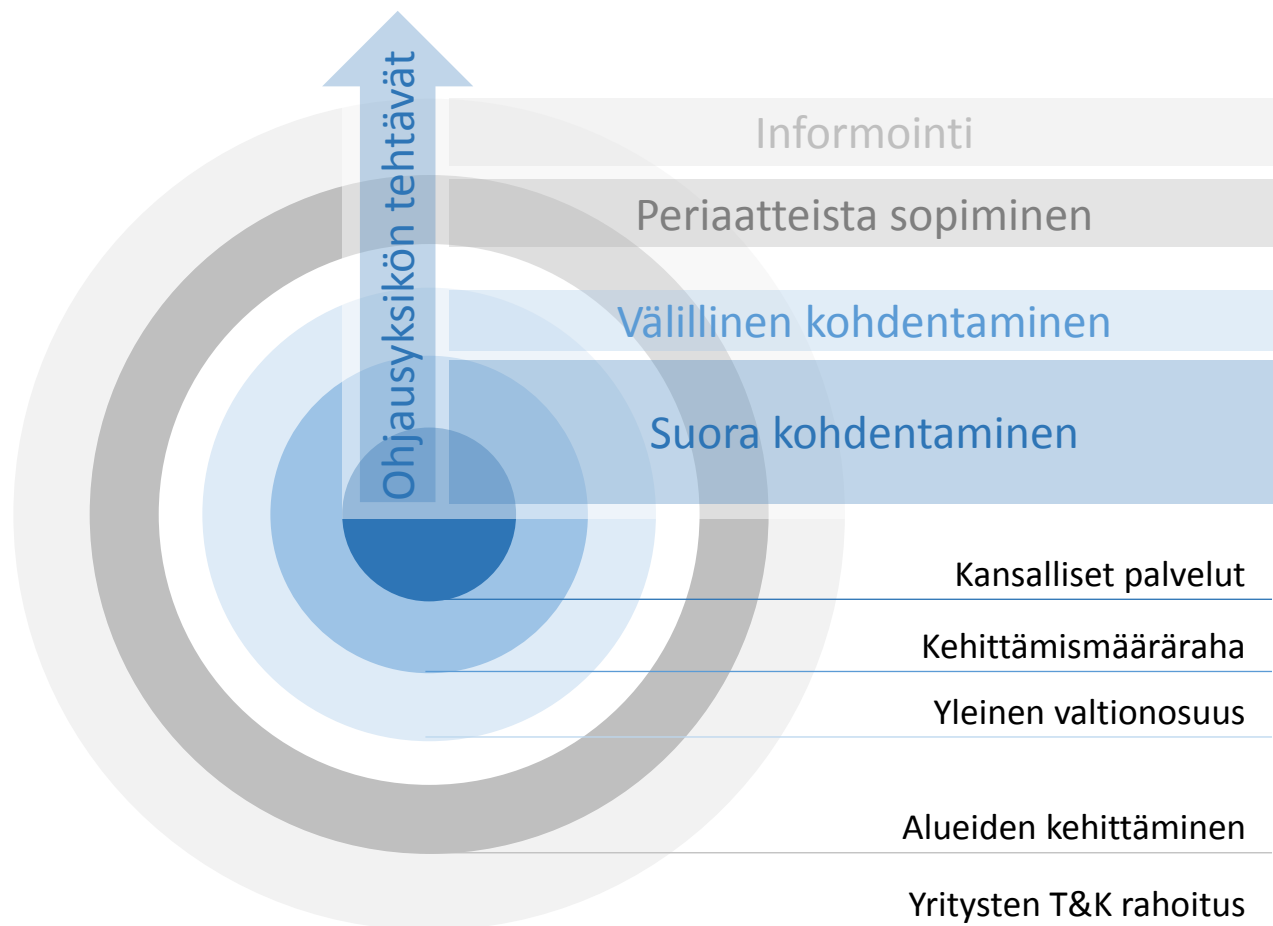 Ohjausyksikön tehtävät
Informointi
Periaatteista sopiminen
Välillinen kohdentaminen
Suora kohdentaminen
Kansalliset palvelut
Kehittämismääräraha
Yleinen valtionosuus
Alueiden kehittäminen
Yritysten T&K rahoitus